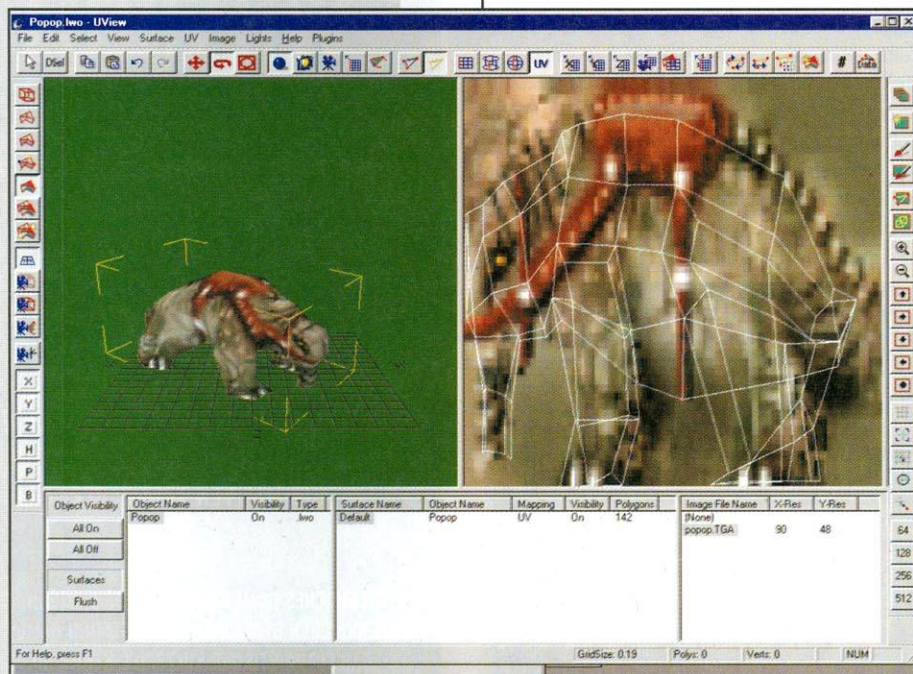 Popop.lwo - UView
File Edit Select View Surface UV Image Lights Help Plugins
DSel UV # Data
X
Y
Z
H
P
B
Object Visibility
All On
All Off
Surfaces
Flush
Object Name Visibility Type
Popop On .lwo
Surface Name Object Name Mapping Visibility Polygons
Default Popop UV On 142
Image File Name X-Res Y-Res
(None)
popop.TGA 90 48
64
128
256
512
For Help, press F1 GridSize: 0.19 Polys: 0 Verts: 0 NUM